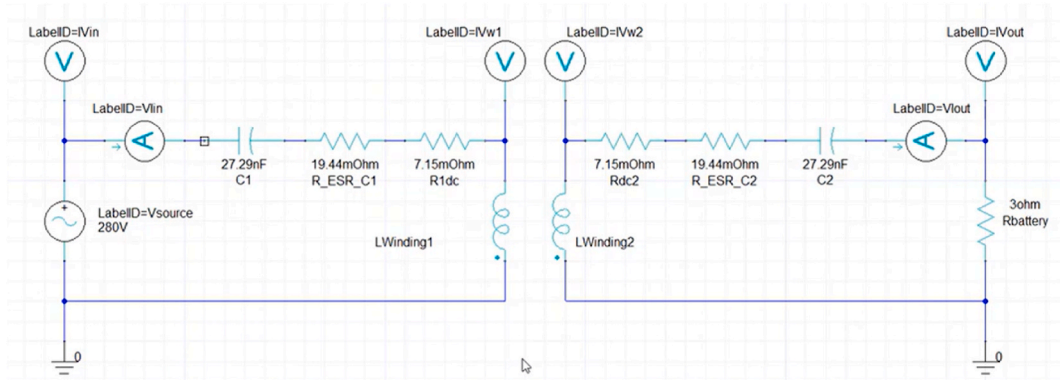 LabelID=IVin
LabelID=IVw1
LabelID=IVw2
LabelID=IVout
V
V
V
V
LabelID=VIin
LabelID=VIout
A
A
27.29nF
C1
19.44mOhm
R_ESR_C1
7.15mOhm
R1dc
7.15mOhm
Rdc2
19.44mOhm
R_ESR_C2
27.29nF
C2
+
LabelID=Vsource
280V
LWinding1
LWinding2
3ohm
Rbattery
0
0